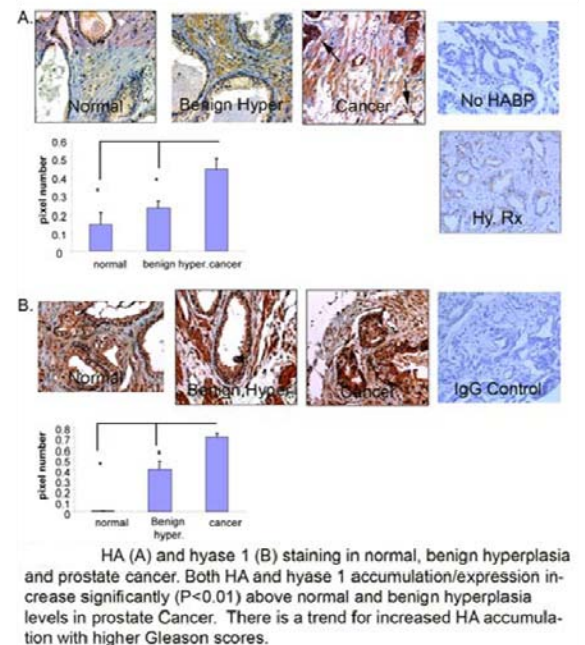 A.
Normal
Benign Hyper
Cancer
No HABP
Hy. Rx
pixel number
0.6
0.5
0.4
0.3
0.2
0.1
0
*
*
normal benign hyper. cancer
B.
Normal
Benign Hyper
Cancer
IgG Control
pixel number
0.8
0.7
0.6
0.5
0.4
0.3
0.2
0.1
0
*
*
normal Benign hyper. cancer
HA (A) and hyase 1 (B) staining in normal, benign hyperplasia
and prostate cancer. Both HA and hyase 1 accumulation/expression in-
crease significantly (P<0.01) above normal and benign hyperplasia
levels in prostate Cancer. There is a trend for increased HA accumula-
tion with higher Gleason scores.